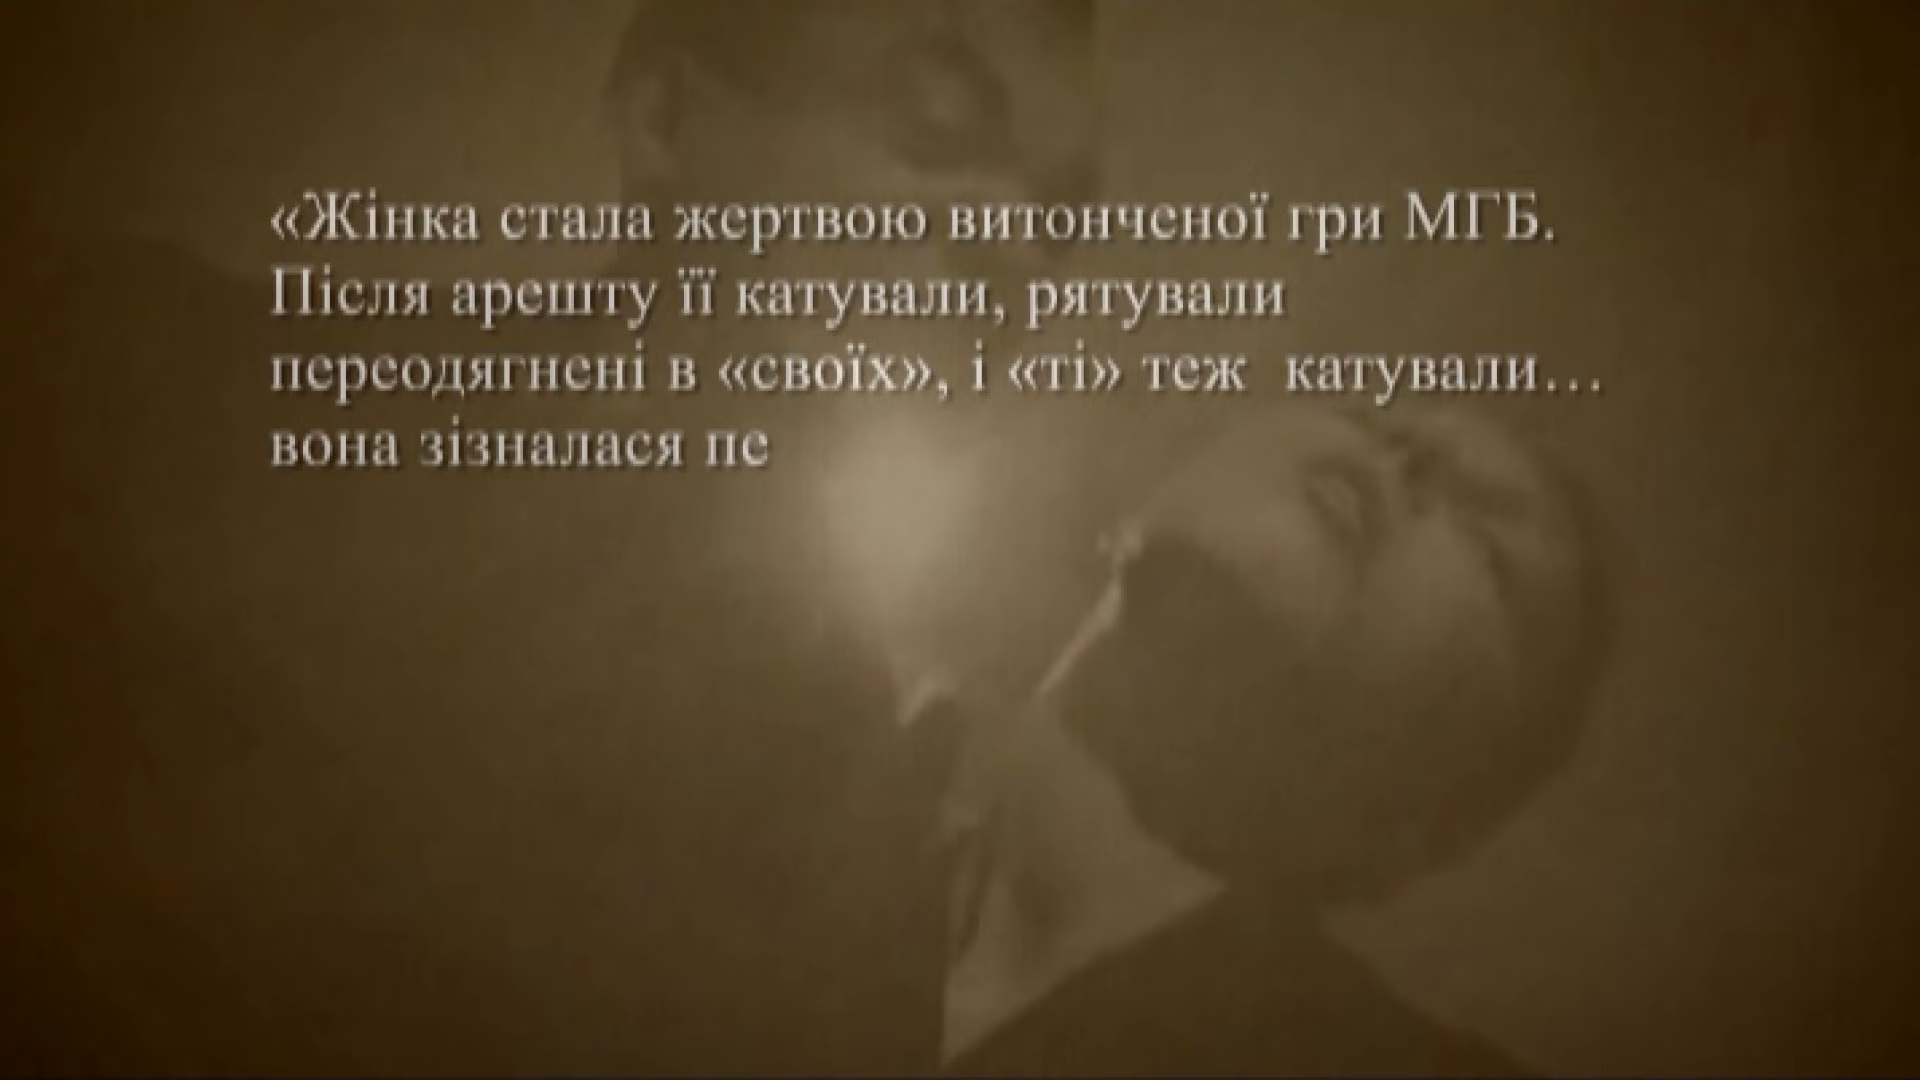 «Жінка стала жертвою витонченої гри МГБ.
Після арешту її катували, рятували
переодягнені в «своїх», і «ті» теж  катували…
вона зізналася пе